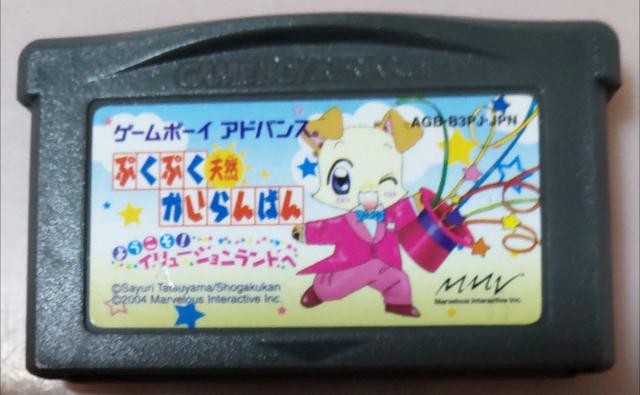 GAME BOY ADVANCE
ゲームボーイ アドバンス®
AGB-B3PJ-JPN
ぷくぷく天然
かいらんばん
ようこそ!
イリュージョンランドへ
©Sayuri Tatsuyama/Shogakukan
©2004 Marvelous Interactive Inc.
MMV
Marvelous Interactive Inc.